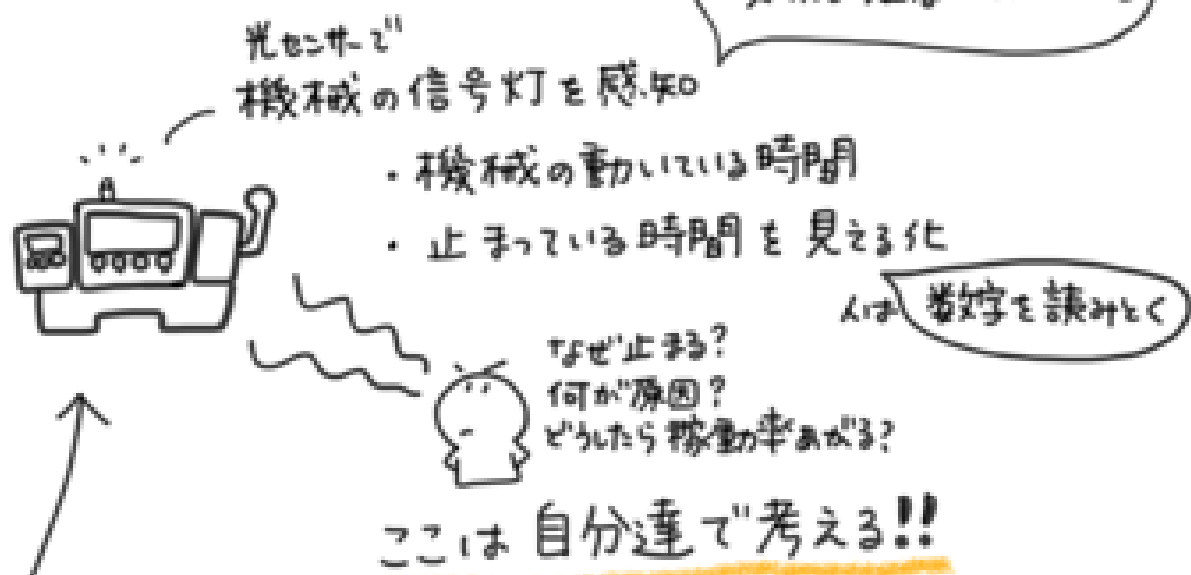 光センサーで
機械の信号灯を感知
・機械の動いている時間
・止まっている時間を見える化
人は 数字を読みとく
なぜ止まる？
何が原因？
どうしたら稼動率あがる？
ここは自分達で考える!!